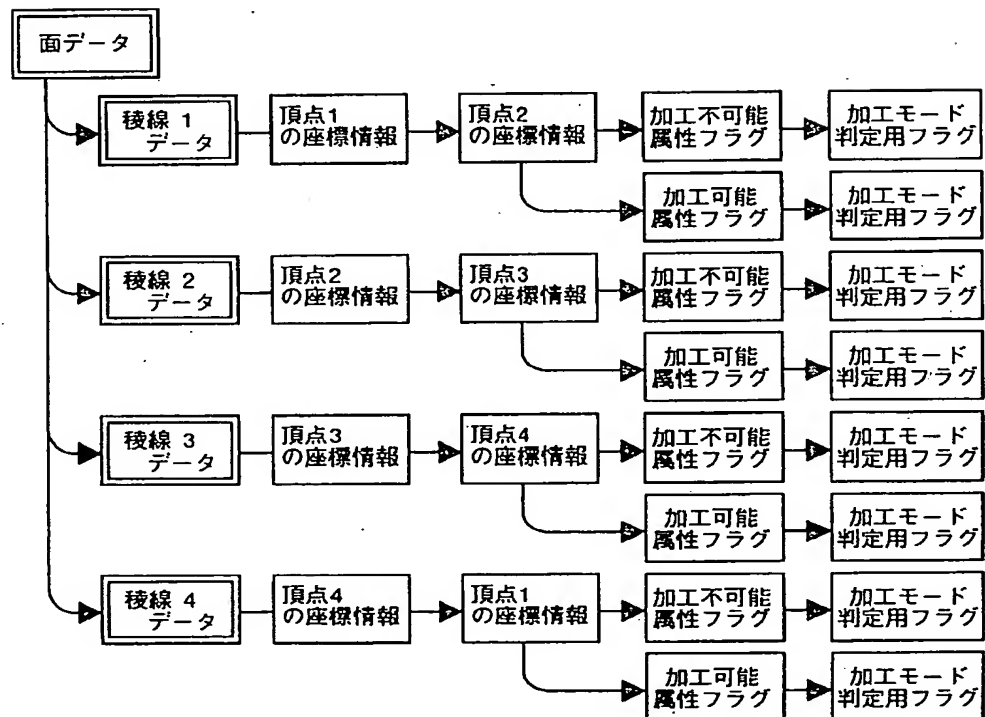 面データ
稜線 1
データ
頂点1
の座標情報
頂点2
の座標情報
加工不可能
属性フラグ
加工モード
判定用フラグ
加工可能
属性フラグ
加工モード
判定用フラグ
稜線 2
データ
頂点2
の座標情報
頂点3
の座標情報
加工不可能
属性フラグ
加工モード
判定用フラグ
加工可能
属性フラグ
加工モード
判定用フラグ
稜線 3
データ
頂点3
の座標情報
頂点4
の座標情報
加工不可能
属性フラグ
加工モード
判定用フラグ
加工可能
属性フラグ
加工モード
判定用フラグ
稜線 4
データ
頂点4
の座標情報
頂点1
の座標情報
加工不可能
属性フラグ
加工モード
判定用フラグ
加工可能
属性フラグ
加工モード
判定用フラグ